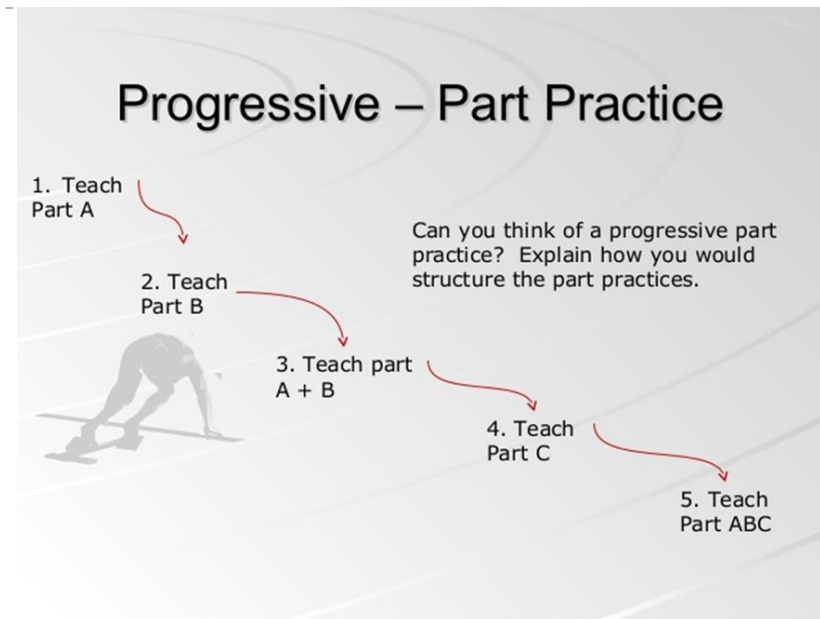 Progressive – Part Practice
1. Teach
Part A
Can you think of a progressive part
practice? Explain how you would
structure the part practices.
2. Teach
Part B
3. Teach part
A + B
4. Teach
Part C
5. Teach
Part ABC